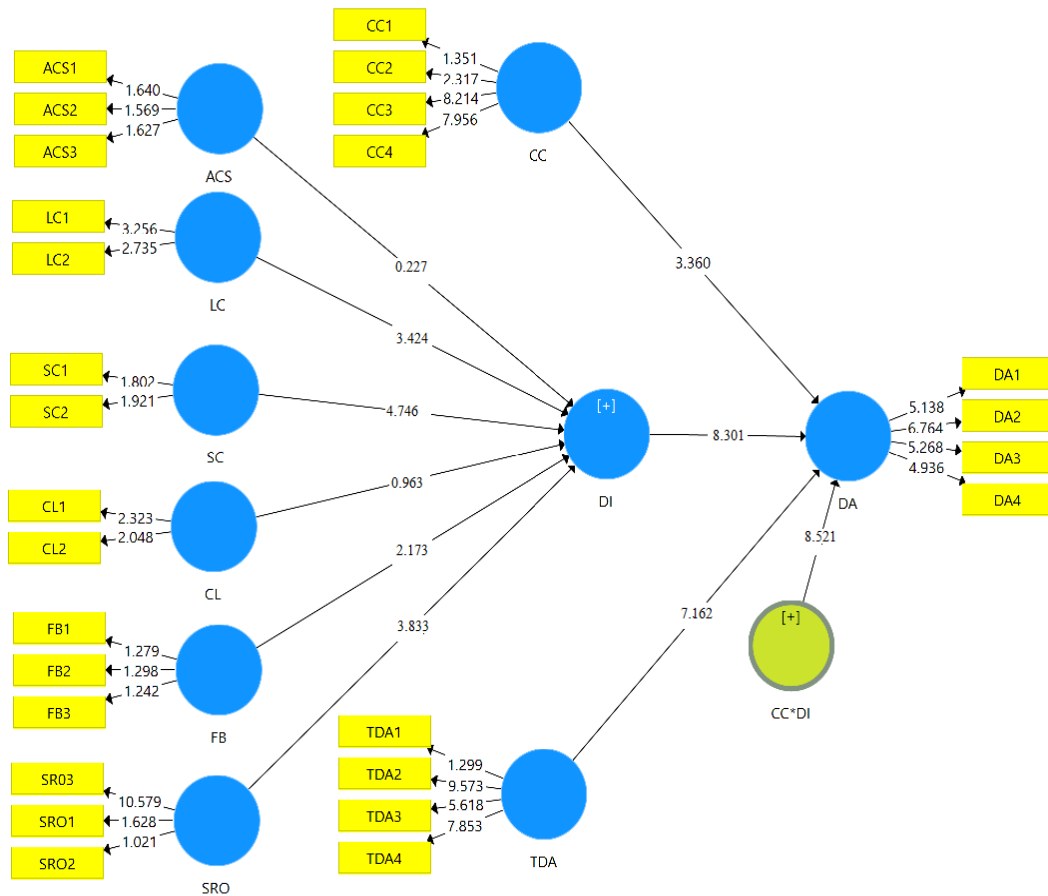 CC1
CC2
CC3
CC4
1.351
2.317
8.214
7.956
CC
ACS1
ACS2
ACS3
1.640
1.569
1.627
ACS
LC1
LC2
3.256
2.735
LC
SC1
SC2
1.802
1.921
SC
CL1
CL2
2.323
2.048
CL
FB1
FB2
FB3
1.279
1.298
1.242
FB
SR03
SRO1
SRO2
10.579
1.628
1.021
SRO
0.227
3.424
4.746
0.963
2.173
3.833
[+]
DI
3.360
8.301
7.162
8.521
DA
DA1
DA2
DA3
DA4
5.138
6.764
5.268
4.936
[+]
CC*DI
TDA1
TDA2
TDA3
TDA4
1.299
9.573
5.618
7.853
TDA